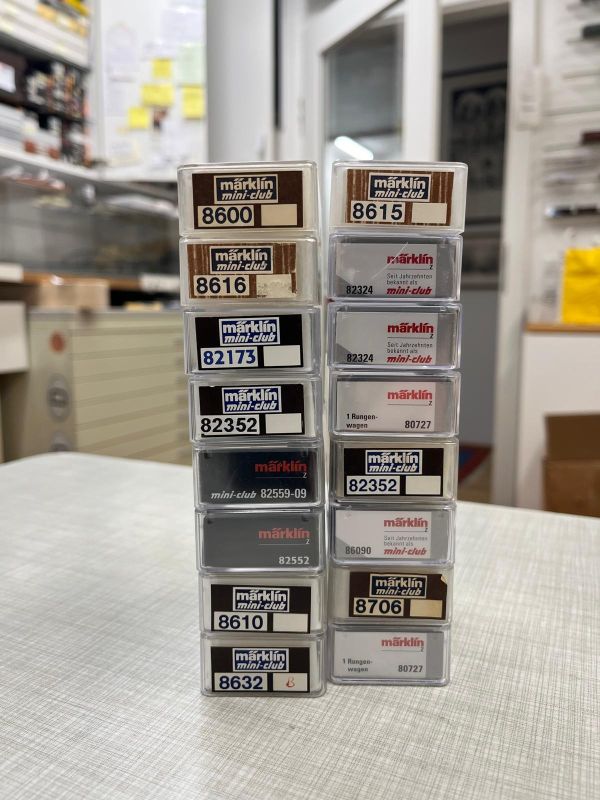 märklin
mini-club
8600
märklin
mini-club
8616
märklin
mini-club
82173
märklin
mini-club
82352
märklin
Z
mini-club 82559-09
märklin
Z
82552
märklin
mini-club
8610
märklin
mini-club
8632 B
märklin
mini-club
8615
märklin
Z
Seit Jahrzehnten
bekannt als
82324 mini-club
märklin
Z
Seit Jahrzehnten
bekannt als
82324 mini-club
märklin
Z
1 Rungen-
wagen 80727
märklin
mini-club
82352
märklin
Z
Seit Jahrzehnten
bekannt als
86090 mini-club
märklin
mini-club
8706
märklin
Z
1 Rungen-
wagen 80727